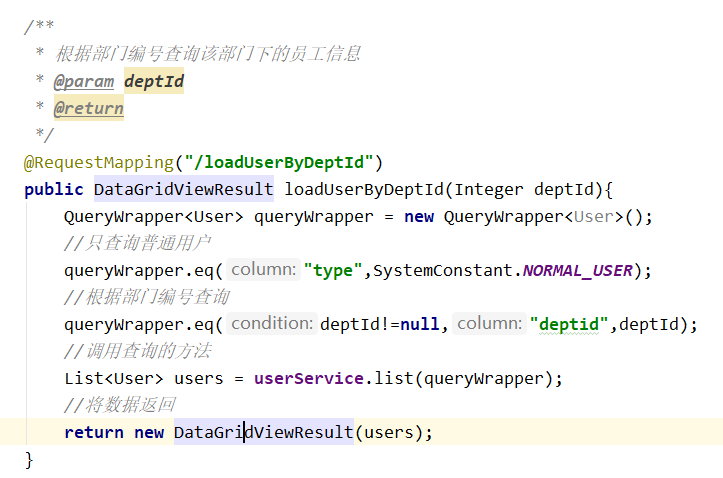 /**
 * 根据部门编号查询该部门下的员工信息
 * @param deptId
 * @return
 */
@RequestMapping("/loadUserByDeptId")
public DataGridViewResult loadUserByDeptId(Integer deptId){
    QueryWrapper<User> queryWrapper = new QueryWrapper<User>();
    //只查询普通用户
    queryWrapper.eq( column: "type",SystemConstant.NORMAL_USER);
    //根据部门编号查询
    queryWrapper.eq( condition: deptId!=null, column: "deptid",deptId);
    //调用查询的方法
    List<User> users = userService.list(queryWrapper);
    //将数据返回
    return new DataGridViewResult(users);
}